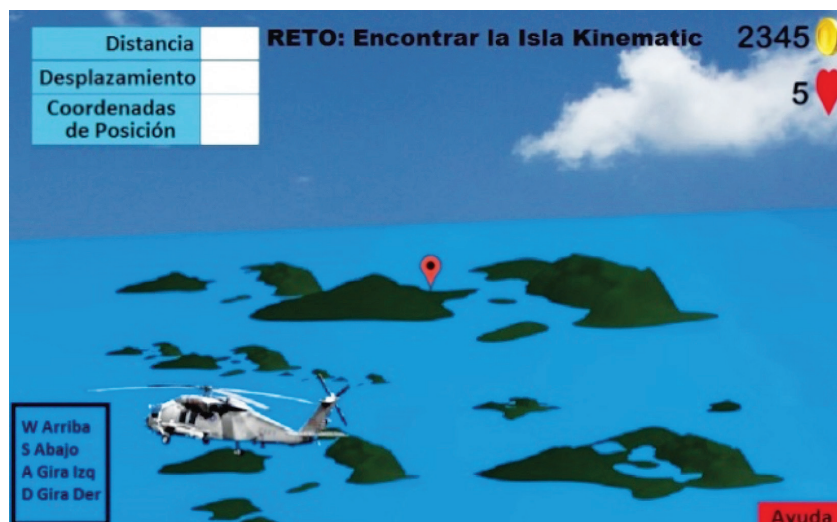 RETO: Encontrar la Isla Kinematic
2345
5
Distancia
Desplazamiento
Coordenadas
de Posición
W Arriba
S Abajo
A Gira Izq
D Gira Der
Ayuda